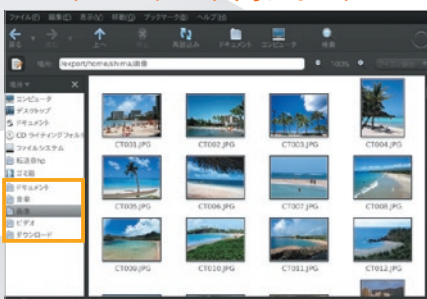 ファイル(F) 編集(E) 表示(V) 移動(G) ブックマーク(B) ヘルプ(H)
戻る 進む 上へ 中止 再読込み ドキュメント コンピュータ 検索
場所: /export/home/shima/画像 100%
場所▼
コンピュータ
デスクトップ
ドキュメント
CD ライティングフォルダ
ファイルシステム
ゴミ箱
ドキュメント
音楽
画像
ビデオ
ダウンロード
CT001.JPG CT002.JPG CT003.JPG CT004.JPG
CT005.JPG CT006.JPG CT007.JPG CT008.JPG
CT009.JPG CT010.JPG CT011.JPG CT012.JPG